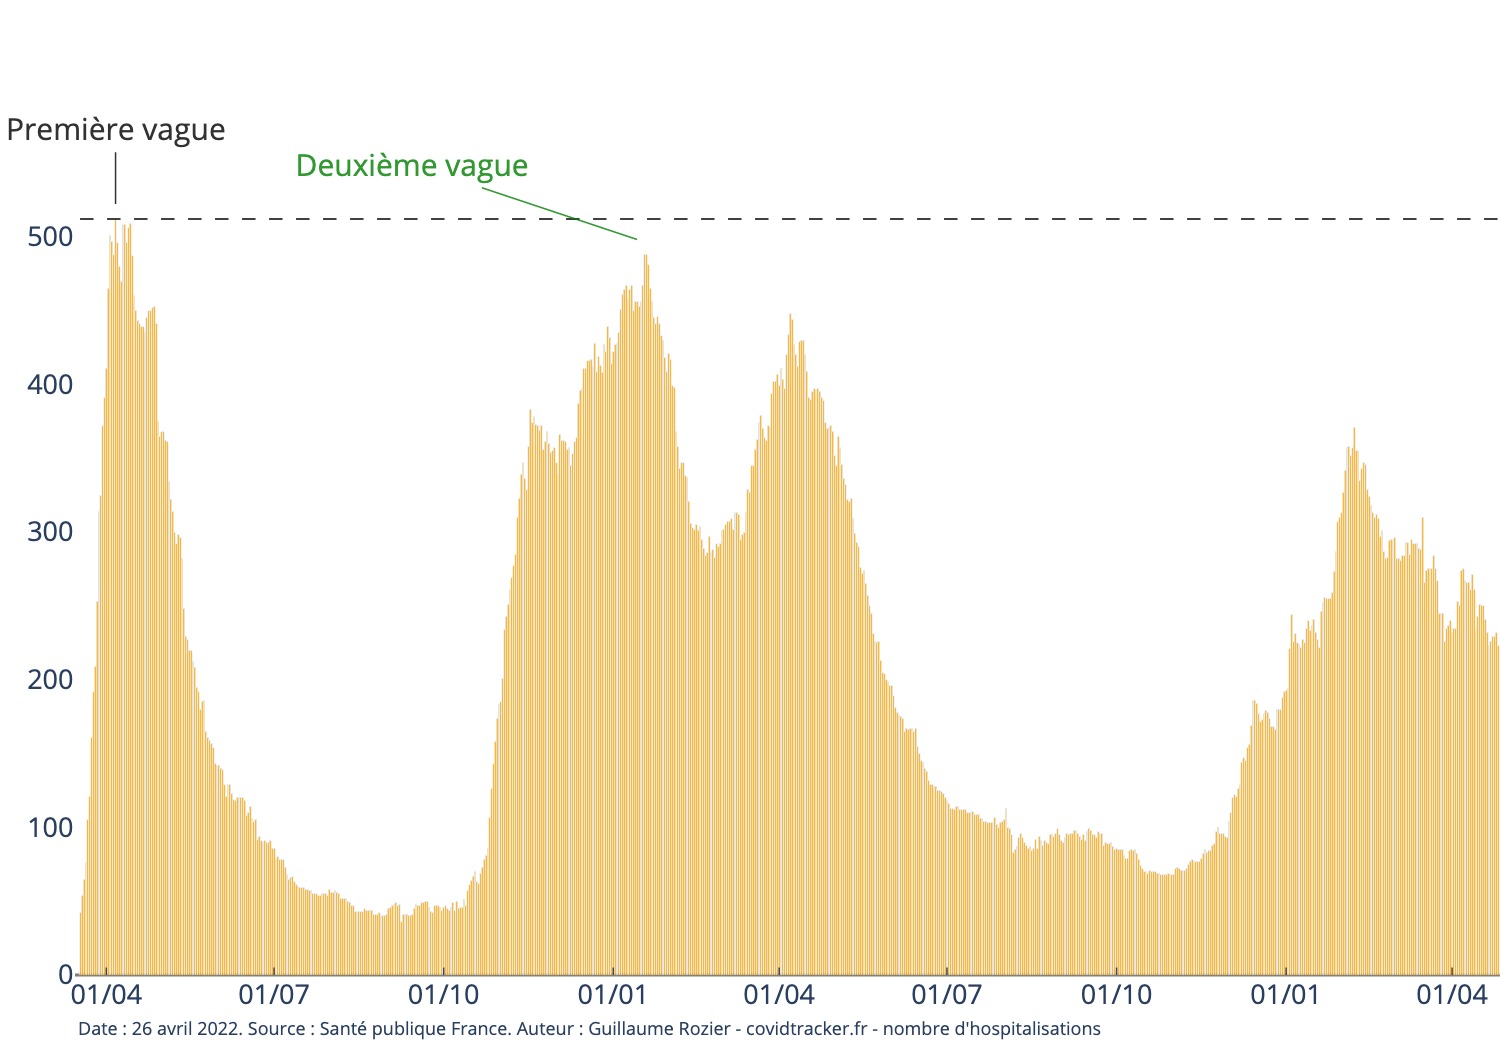 Première vague
Deuxième vague
500
400
300
200
100
0
01/04 01/07 01/10 01/01 01/04 01/07 01/10 01/01 01/04
Date : 26 avril 2022. Source : Santé publique France. Auteur : Guillaume Rozier - covidtracker.fr - nombre d'hospitalisations